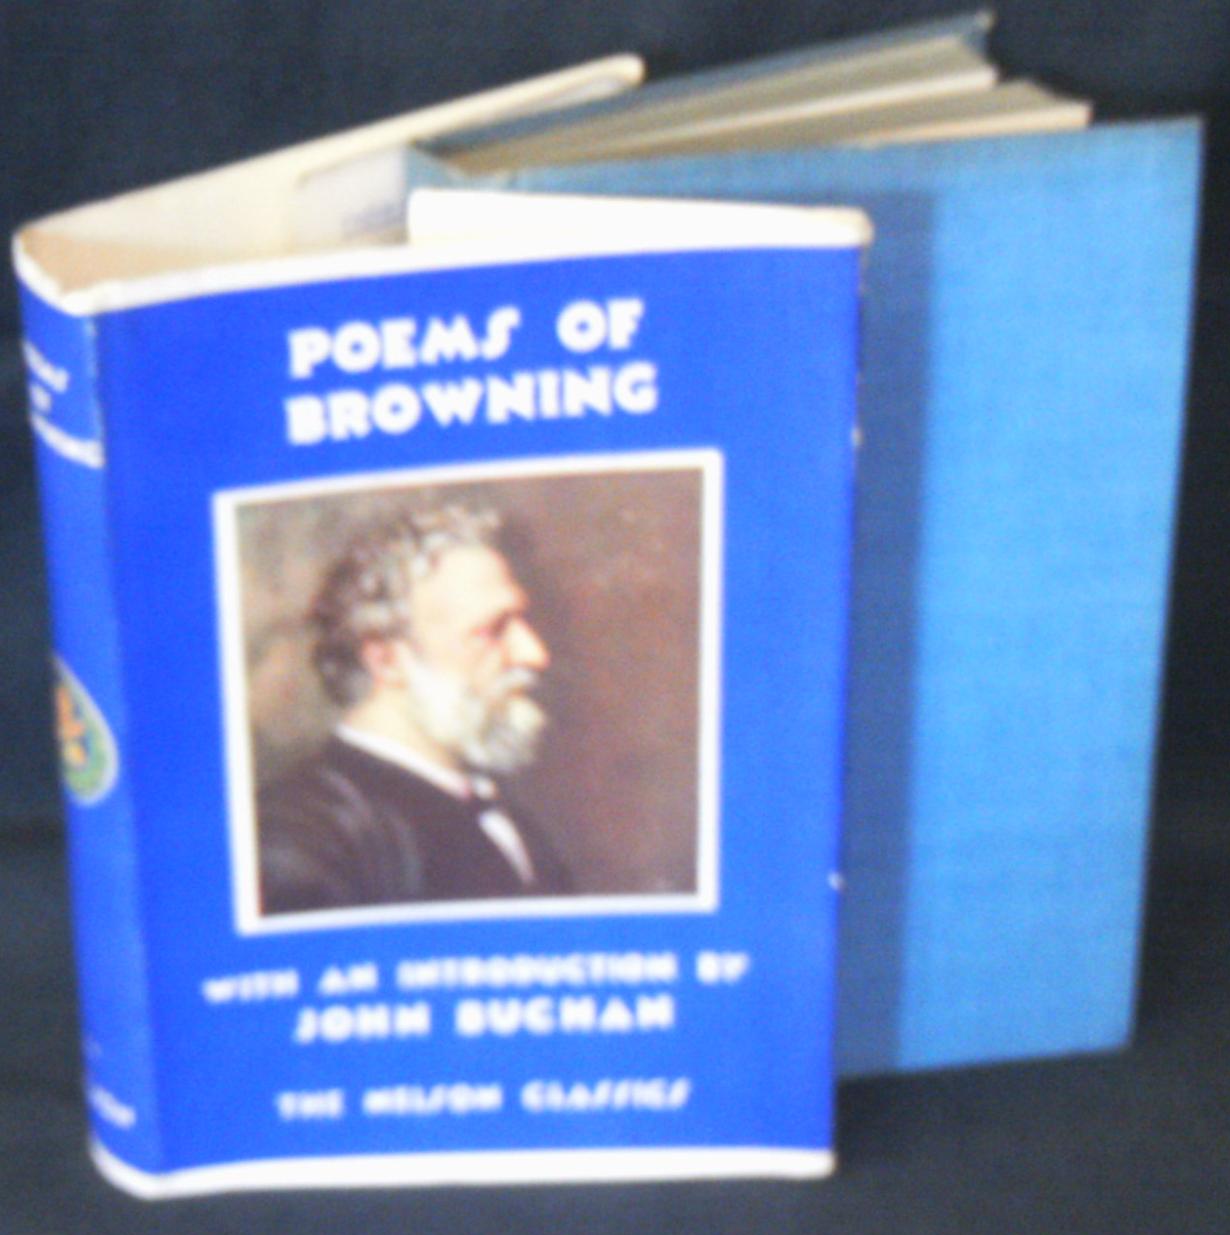 POEMS OF
BROWNING
WITH AN INTRODUCTION BY
JOHN BUCHAN
THE NELSON CLASSICS